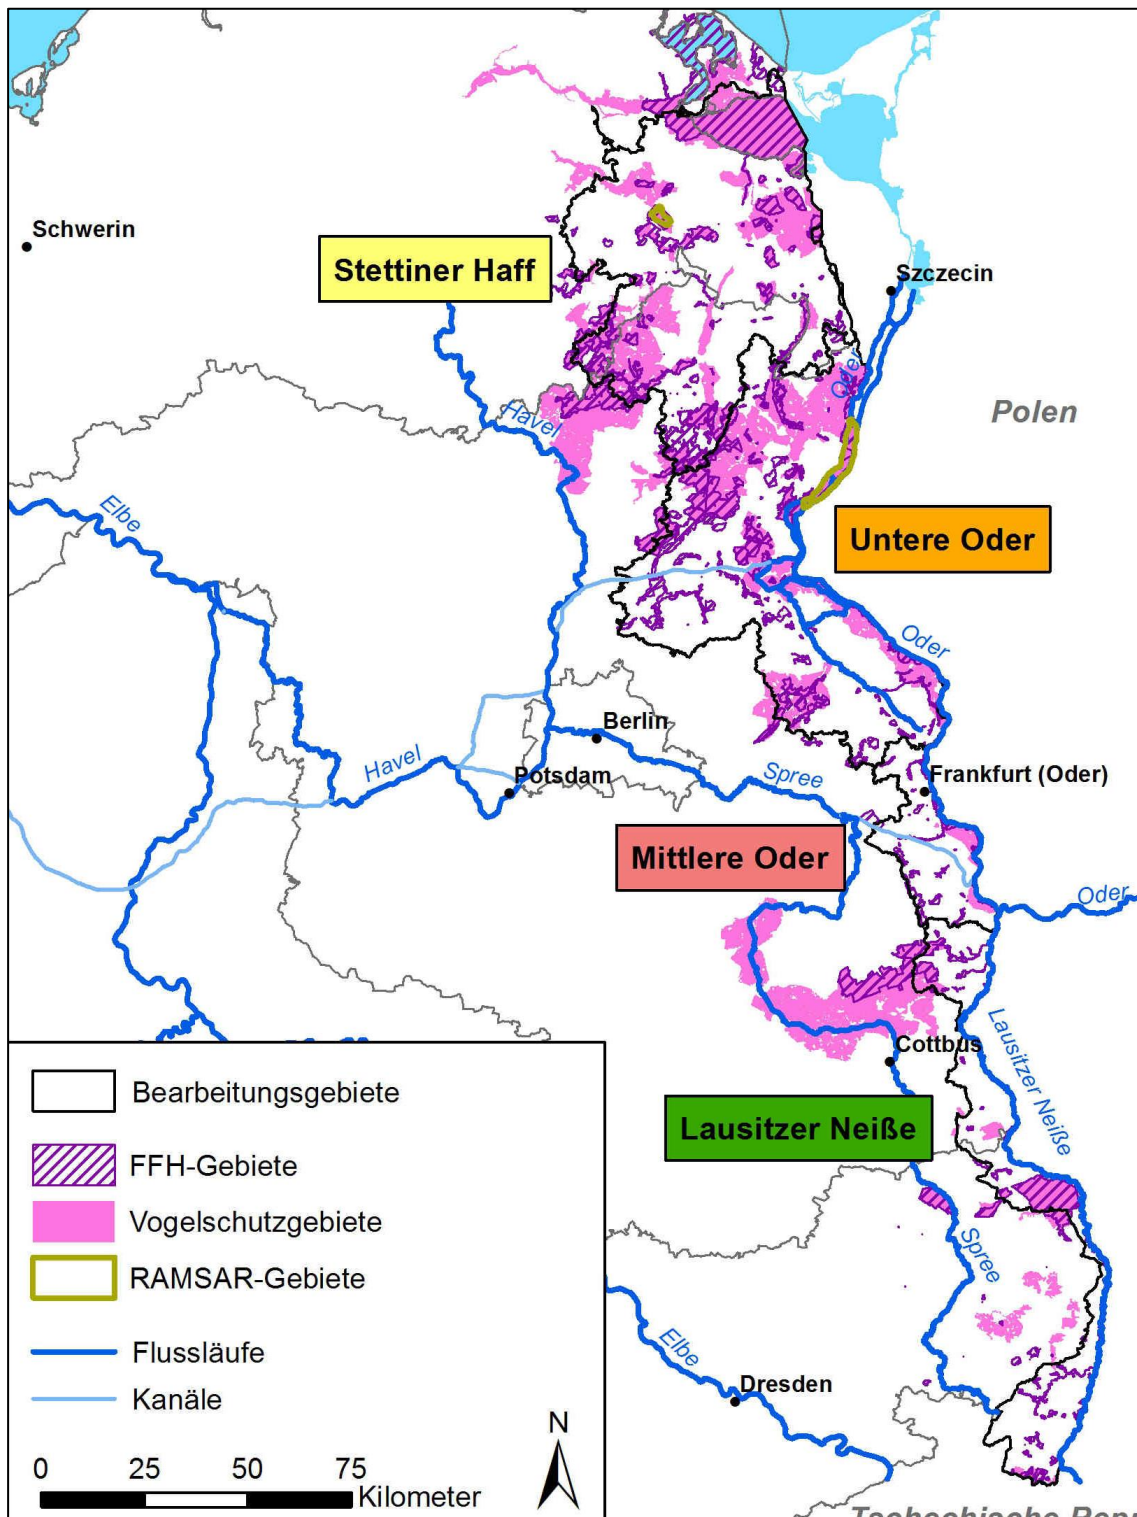 Schwerin
Stettiner Haff
Szczecin
Oder
Havel
Polen
Elbe
Untere Oder
Oder
Berlin
Havel
Potsdam
Spree
Frankfurt (Oder)
Mittlere Oder
Oder
Lausitzer Neiße
Cottbus
Lausitzer Neiße
Spree
Elbe
Dresden
Bearbeitungsgebiete
FFH-Gebiete
Vogelschutzgebiete
RAMSAR-Gebiete
Flussläufe
Kanäle
N
0 25 50 75
Kilometer